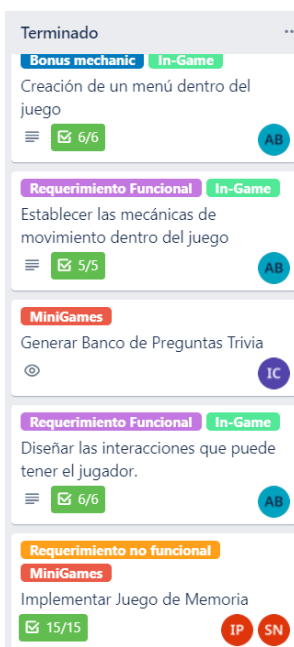 Terminado
Bonus mechanic In-Game
Creación de un menú dentro del
juego
6/6
AB
Requerimiento Funcional In-Game
Establecer las mecánicas de
movimiento dentro del juego
5/5
AB
MiniGames
Generar Banco de Preguntas Trivia
IC
Requerimiento Funcional In-Game
Diseñar las interacciones que puede
tener el jugador.
6/6
AB
Requerimiento no funcional
MiniGames
Implementar Juego de Memoria
15/15
IP SN